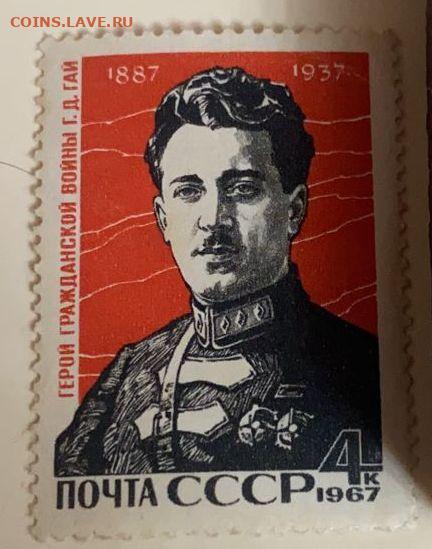 COINS.LAVE.RU
1887 1937
ГЕРОЙ ГРАЖДАНСКОЙ ВОЙНЫ Г. Д. ГАЙ
4К
ПОЧТА СССР 1967